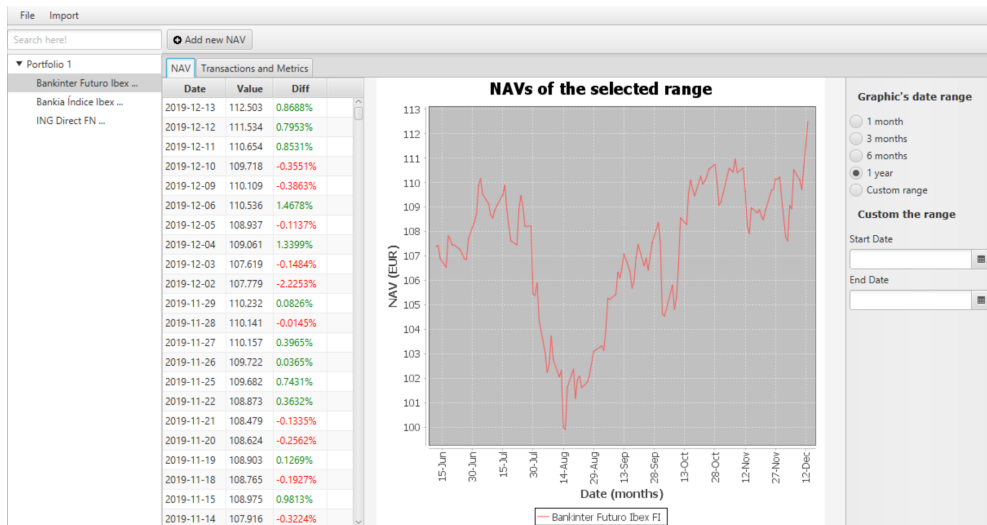 File Import
Search here!
Add new NAV
Portfolio 1
Bankinter Futuro Ibex ...
Bankia Índice Ibex ...
ING Direct FN ...
NAV Transactions and Metrics
Date Value Diff
2019-12-13 112.503 0.8688%
2019-12-12 111.534 0.7953%
2019-12-11 110.654 0.8531%
2019-12-10 109.718 -0.3551%
2019-12-09 110.109 -0.3863%
2019-12-06 110.536 1.4678%
2019-12-05 108.937 -0.1137%
2019-12-04 109.061 1.3399%
2019-12-03 107.619 -0.1484%
2019-12-02 107.779 -2.2253%
2019-11-29 110.232 0.0826%
2019-11-28 110.141 -0.0145%
2019-11-27 110.157 0.3965%
2019-11-26 109.722 0.0365%
2019-11-25 109.682 0.7431%
2019-11-22 108.873 0.3632%
2019-11-21 108.479 -0.1335%
2019-11-20 108.624 -0.2562%
2019-11-19 108.903 0.1269%
2019-11-18 108.765 -0.1927%
2019-11-15 108.975 0.9813%
2019-11-14 107.916 -0.3224%
NAVs of the selected range
NAV (EUR)
113
112
111
110
109
108
107
106
105
104
103
102
101
100
15-Jun
30-Jun
15-Jul
30-Jul
14-Aug
29-Aug
13-Sep
28-Sep
13-Oct
28-Oct
12-Nov
27-Nov
12-Dec
Date (months)
Bankinter Futuro Ibex FI
Graphic's date range
1 month
3 months
6 months
1 year
Custom range
Custom the range
Start Date
End Date